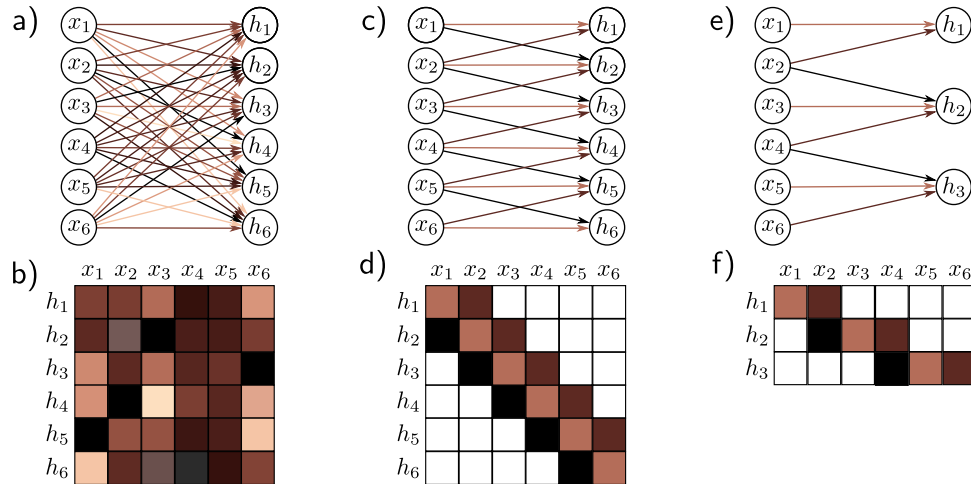 a)
x₁ h₁
x₂ h₂
x₃ h₃
x₄ h₄
x₅ h₅
x₆ h₆
c)
x₁ h₁
x₂ h₂
x₃ h₃
x₄ h₄
x₅ h₅
x₆ h₆
e)
x₁ h₁
x₂
x₃ h₂
x₄
x₅ h₃
x₆
b)
x₁ x₂ x₃ x₄ x₅ x₆
h₁
h₂
h₃
h₄
h₅
h₆
d)
x₁ x₂ x₃ x₄ x₅ x₆
h₁
h₂
h₃
h₄
h₅
h₆
f)
x₁ x₂ x₃ x₄ x₅ x₆
h₁
h₂
h₃